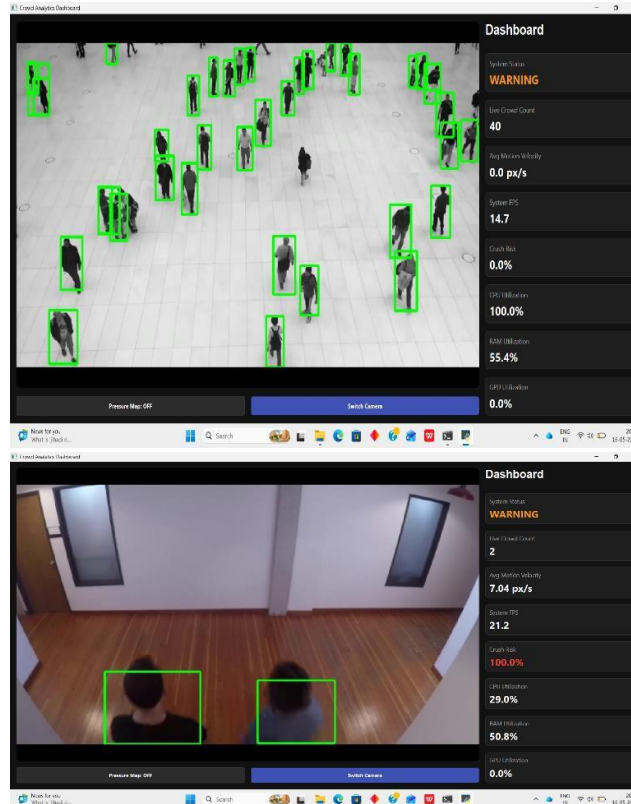 Crowd Analytics Dashboard
Dashboard
System Status
WARNING
Live Crowd Count
40
Avg Motion Velocity
0.0 px/s
System FPS
14.7
Crush Risk
0.0%
CPU Utilization
100.0%
RAM Utilization
55.4%
GPU Utilization
0.0%
Pressure Map: OFF
Switch Camera
News for you
Search
ENG
IN
Crowd Analytics Dashboard
Dashboard
System Status
WARNING
Live Crowd Count
2
Avg Motion Velocity
7.04 px/s
System FPS
21.2
Crush Risk
100.0%
CPU Utilization
29.0%
RAM Utilization
50.8%
GPU Utilization
0.0%
Pressure Map: OFF
Switch Camera
News for you
Search
ENG
IN